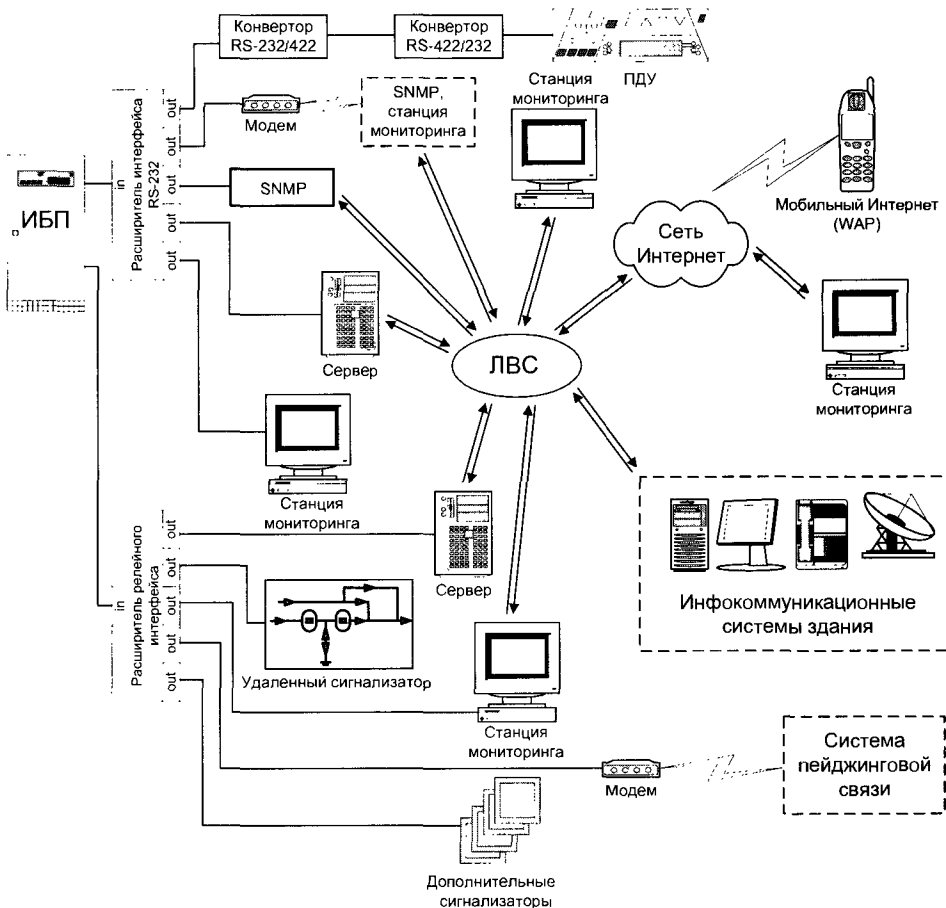 Конвертор
RS-232/422
Конвертор
RS-422/232
ПДУ
Станция
мониторинга
SNMP,
станция
мониторинга
Модем
out
out
out
out
out
in
Расширитель интерфейса
RS-232
SNMP
ИБП
Мобильный Интернет
(WAP)
Сеть
Интернет
Сервер
ЛВС
Станция
мониторинга
Станция
мониторинга
out
out
out
out
out
in
Расширитель релейного
интерфейса
Сервер
Инфокоммуникационные
системы здания
Удаленный сигнализатор
Станция
мониторинга
Модем
Система
пейджинговой
связи
Дополнительные
сигнализаторы